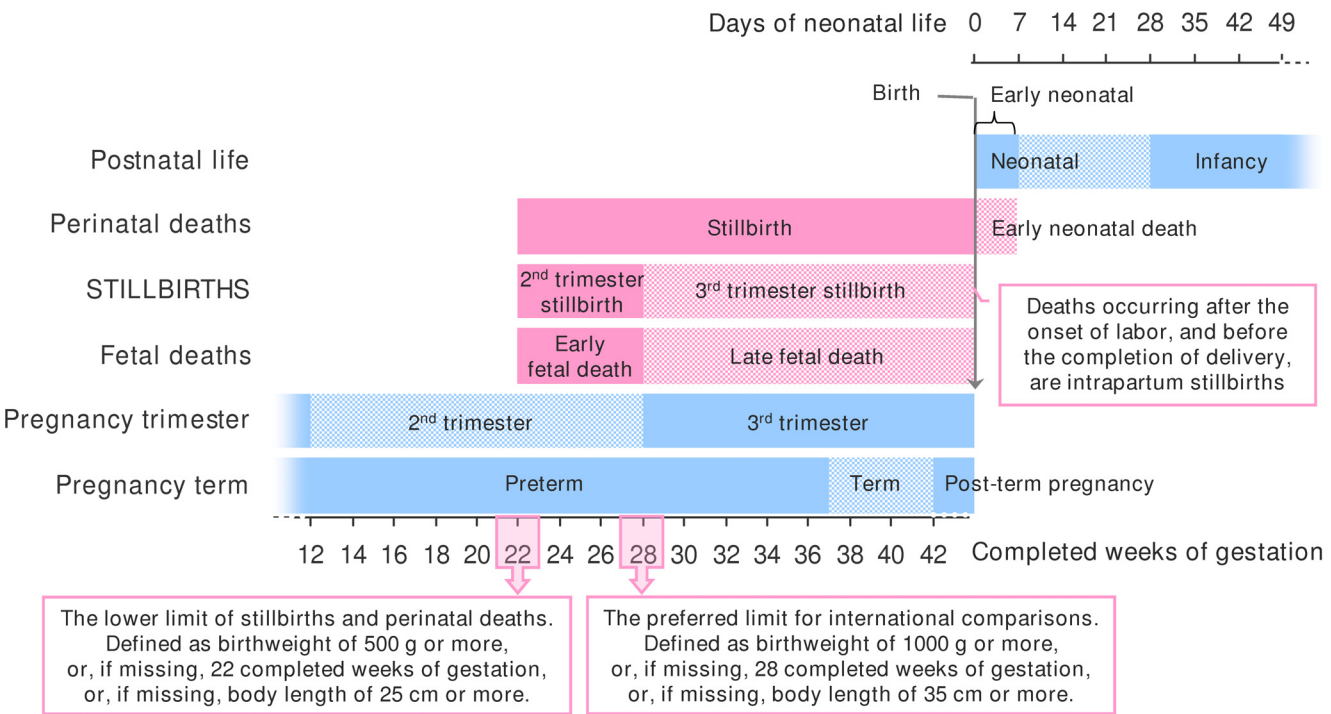 Days of neonatal life 0 7 14 21 28 35 42 49
Birth
Early neonatal
Postnatal life
Neonatal
Infancy
Perinatal deaths
Stillbirth
Early neonatal death
STILLBIRTHS
2nd trimester
stillbirth
3rd trimester stillbirth
Deaths occurring after the
onset of labor, and before
the completion of delivery,
are intrapartum stillbirths
Fetal deaths
Early
fetal death
Late fetal death
Pregnancy trimester
2nd trimester
3rd trimester
Pregnancy term
Preterm
Term
Post-term pregnancy
12 14 16 18 20 22 24 26 28 30 32 34 36 38 40 42 Completed weeks of gestation
The lower limit of stillbirths and perinatal deaths.
Defined as birthweight of 500 g or more,
or, if missing, 22 completed weeks of gestation,
or, if missing, body length of 25 cm or more.
The preferred limit for international comparisons.
Defined as birthweight of 1000 g or more,
or, if missing, 28 completed weeks of gestation,
or, if missing, body length of 35 cm or more.